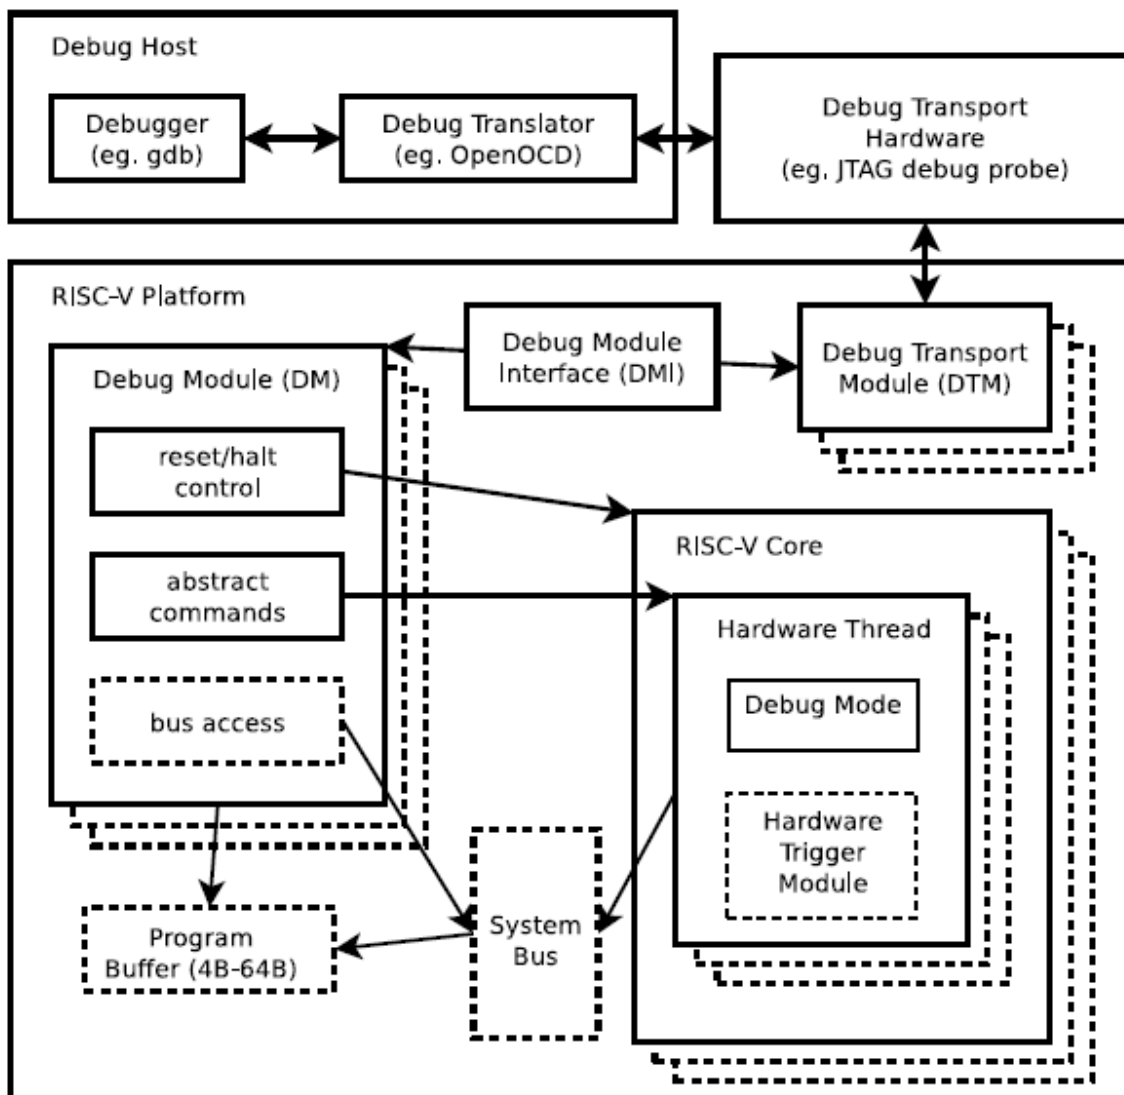 Debug Host
Debugger
(eg. gdb)
Debug Translator
(eg. OpenOCD)
Debug Transport
Hardware
(eg. JTAG debug probe)
RISC-V Platform
Debug Module (DM)
reset/halt
control
abstract
commands
bus access
Debug Module
Interface (DMI)
Debug Transport
Module (DTM)
RISC-V Core
Hardware Thread
Debug Mode
Hardware
Trigger
Module
System
Bus
Program
Buffer (4B-64B)